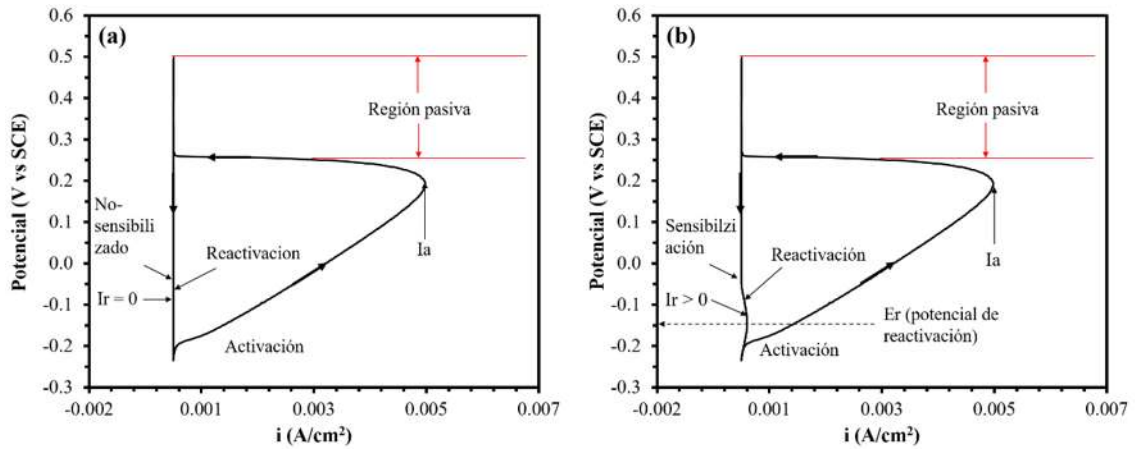 (a)
0.6
0.5
0.4
0.3
0.2
0.1
0.0
-0.1
-0.2
-0.3
Potencial (V vs SCE)
Región pasiva
No-
sensibili
zado
Reactivacion
Ia
Ir = 0
Activación
-0.002
0.001
0.003
0.005
0.007
i (A/cm²)
(b)
0.6
0.5
0.4
0.3
0.2
0.1
0.0
-0.1
-0.2
-0.3
Potencial (V vs SCE)
Región pasiva
Sensibilzi
ación
Reactivación
Ia
Ir > 0
Er (potencial de
reactivación)
Activación
-0.002
0.001
0.003
0.005
0.007
i (A/cm²)